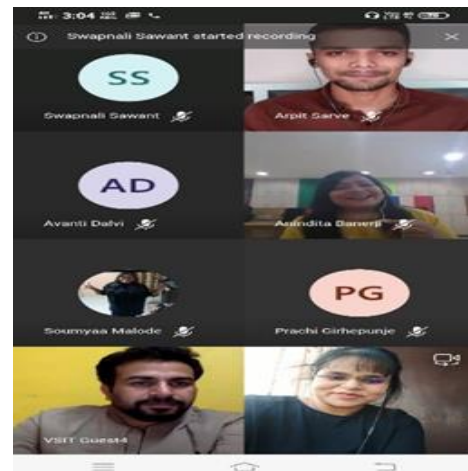 3:04
Swapnali Sawant started recording
SS
Swapnali Sawant
Arpit Sarve
AD
Avanti Dalvi
Anindita Banerji
Soumyaa Malode
PG
Prachi Girhepunje
VSIT Guest4